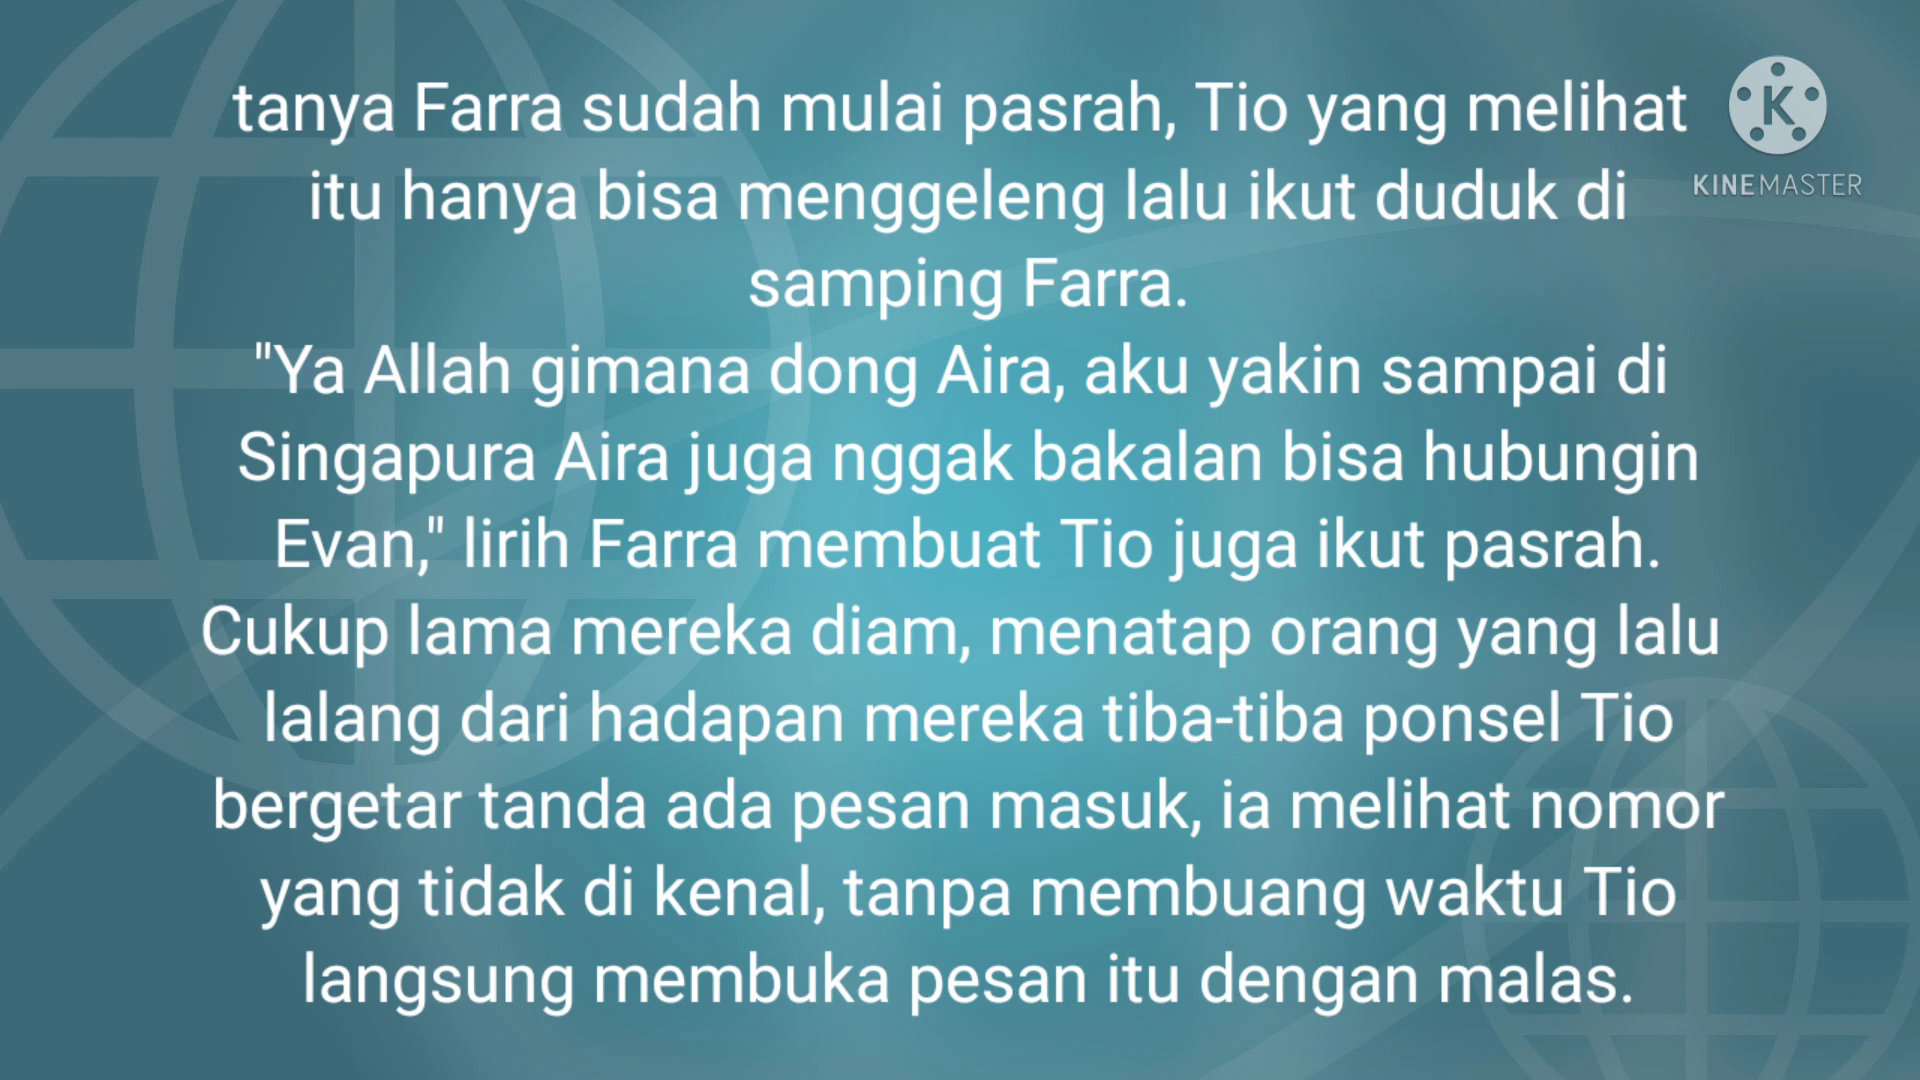 tanya Farra sudah mulai pasrah, Tio yang melihat
itu hanya bisa menggeleng lalu ikut duduk di
samping Farra.
"Ya Allah gimana dong Aira, aku yakin sampai di
Singapura Aira juga nggak bakalan bisa hubungin
Evan," lirih Farra membuat Tio juga ikut pasrah.
Cukup lama mereka diam, menatap orang yang lalu
lalang dari hadapan mereka tiba-tiba ponsel Tio
bergetar tanda ada pesan masuk, ia melihat nomor
yang tidak di kenal, tanpa membuang waktu Tio
langsung membuka pesan itu dengan malas.
K
KINEMASTER